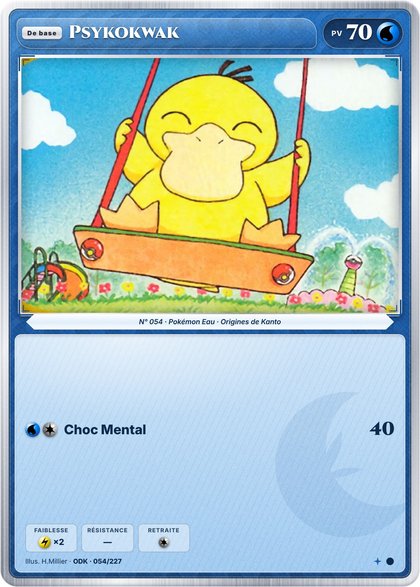 De base Psykokwak PV 70
N° 054 · Pokémon Eau · Origines de Kanto
Choc Mental 40
FAIBLESSE RÉSISTANCE RETRAITE
×2 —
Illus. H.Millier · ODK · 054/227